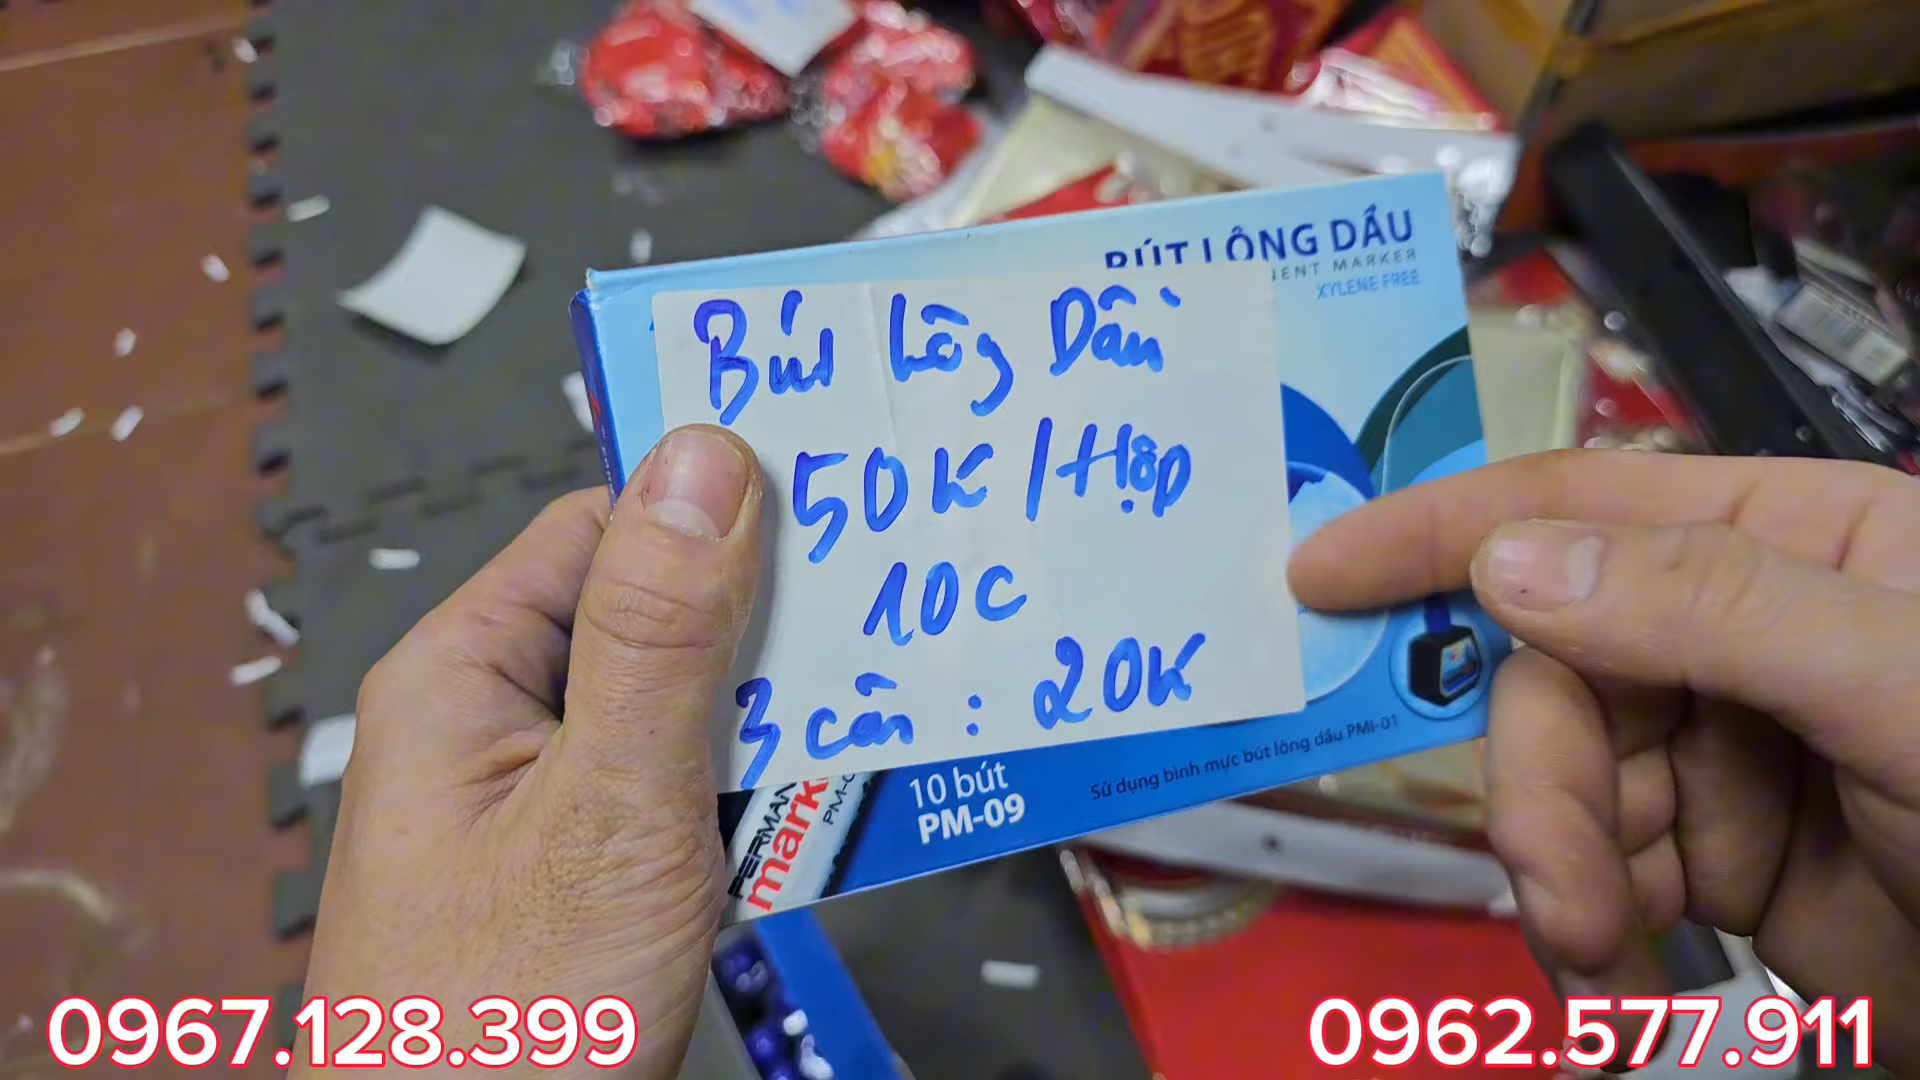 BÚT LÔNG DẦU
MARKER
XYLENE FREE
Bút Lông Dầu
50K/Hộp
10C
3 cây : 20K
10 bút
PM-09
Sử dụng bình mực bút lông dầu PMI-01
0967.128.399
0962.577.911